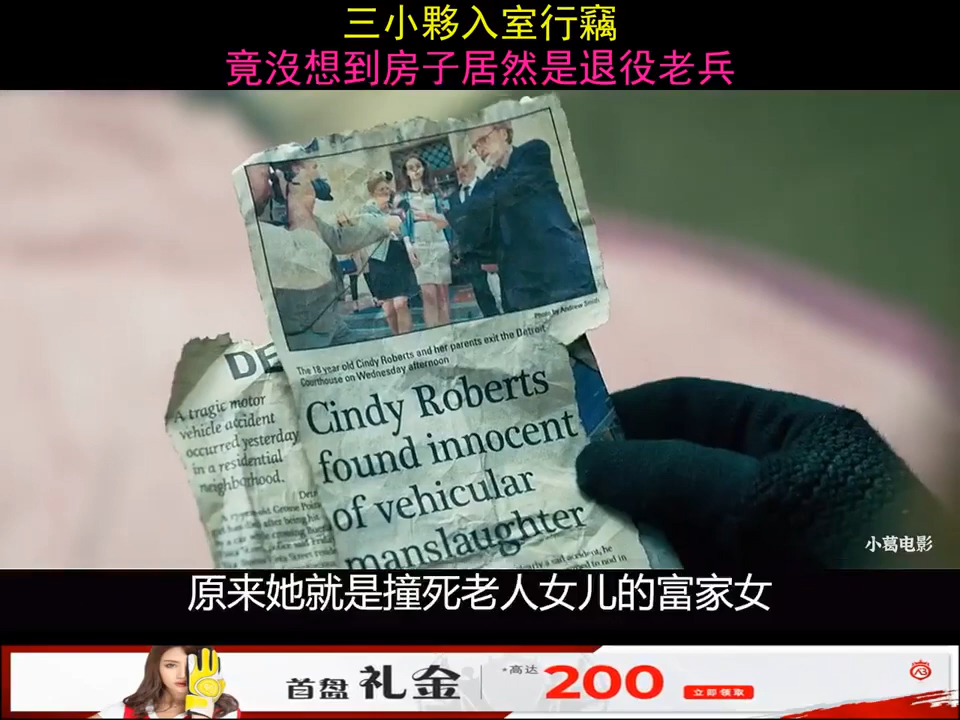 三小夥入室行竊
竟沒想到房子居然是退役老兵
Photo by Andrew Smith
The 18 year old Cindy Roberts and her parents exit the Detroit
Courthouse on Wednesday afternoon
Cindy Roberts
found innocent
of vehicular
manslaughter
DE
A tragic motor
vehicle accident
occurred yesterday
in a residential
neighborhood.
小葛电影
原来她就是撞死老人女儿的富家女
首盘 礼金 *高达 200 立即领取